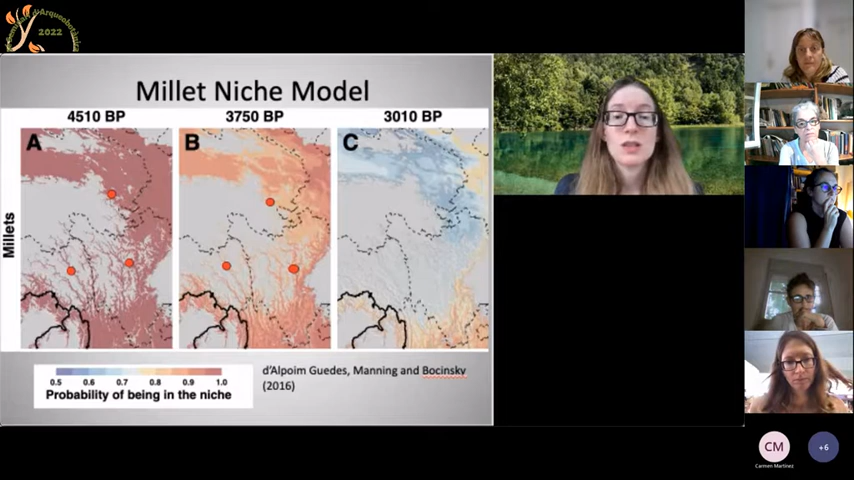 Seminari d'Arqueobotànica
2022
Millet Niche Model
4510 BP
3750 BP
3010 BP
A
B
C
Millets
0.5 0.6 0.7 0.8 0.9 1.0
Probability of being in the niche
d'Alpoim Guedes, Manning and Bocinsky
(2016)
CM
+6
Carmen Martinez